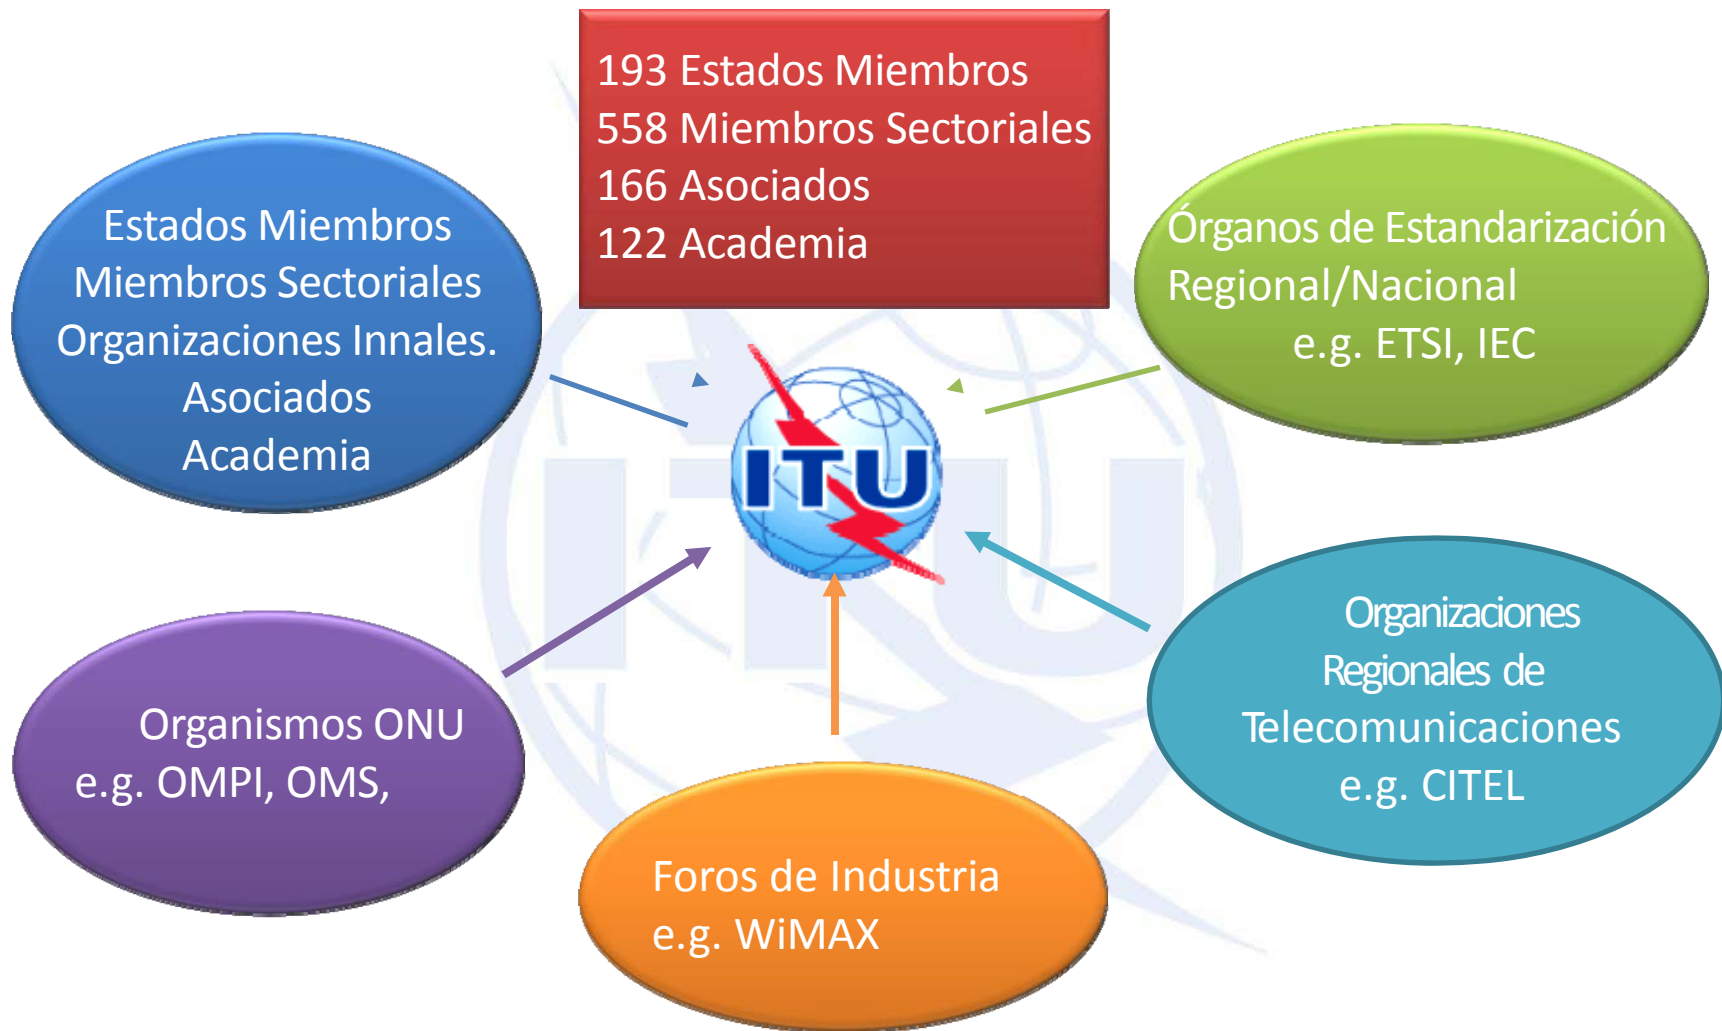 193 Estados Miembros
558 Miembros Sectoriales
166 Asociados
122 Academia
Estados Miembros
Miembros Sectoriales
Organizaciones Innales.
Asociados
Academia
Órganos de Estandarización
Regional/Nacional
e.g. ETSI, IEC
ITU
Organismos ONU
e.g. OMPI, OMS,
Organizaciones
Regionales de
Telecomunicaciones
e.g. CITEL
Foros de Industria
e.g. WiMAX
ITU